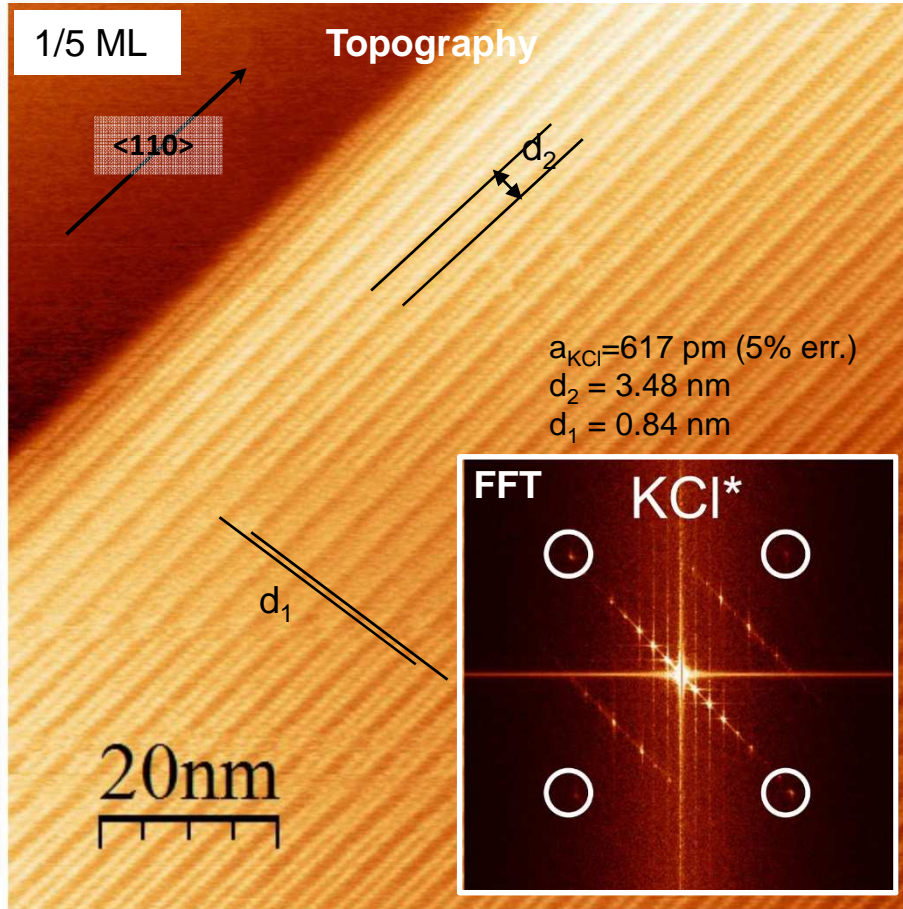 1/5 ML
Topography
<110>
d₂
a_KCl=617 pm (5% err.)
d₂ = 3.48 nm
d₁ = 0.84 nm
FFT
KCl*
d₁
20nm